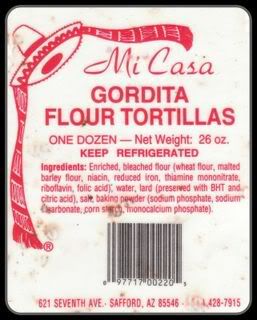 Mi Casa
GORDITA
FLOUR TORTILLAS
ONE DOZEN — Net Weight: 26 oz.
KEEP REFRIGERATED
Ingredients: Enriched, bleached flour (wheat flour, malted
barley flour, niacin, reduced iron, thiamine mononitrate,
riboflavin, folic acid), water, lard (preserved with BHT and
citric acid), salt, baking powder (sodium phosphate, sodium
carbonate, corn starch, monocalcium phosphate).
0 97717 00220 5
621 SEVENTH AVE. · SAFFORD, AZ 85546 · 428-7915
®